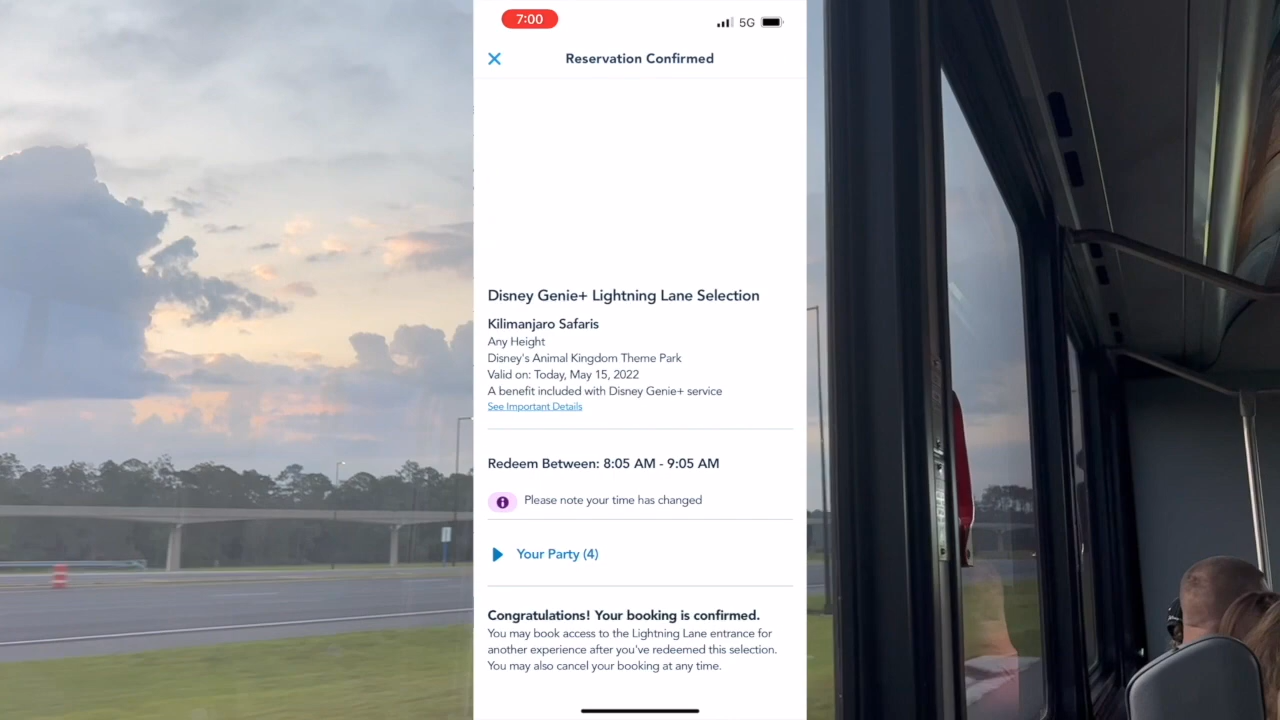 7:00
5G
Reservation Confirmed
Disney Genie+ Lightning Lane Selection
Kilimanjaro Safaris
Any Height
Disney's Animal Kingdom Theme Park
Valid on: Today, May 15, 2022
A benefit included with Disney Genie+ service
See Important Details
Redeem Between: 8:05 AM - 9:05 AM
Please note your time has changed
Your Party (4)
Congratulations! Your booking is confirmed.
You may book access to the Lightning Lane entrance for
another experience after you've redeemed this selection.
You may also cancel your booking at any time.